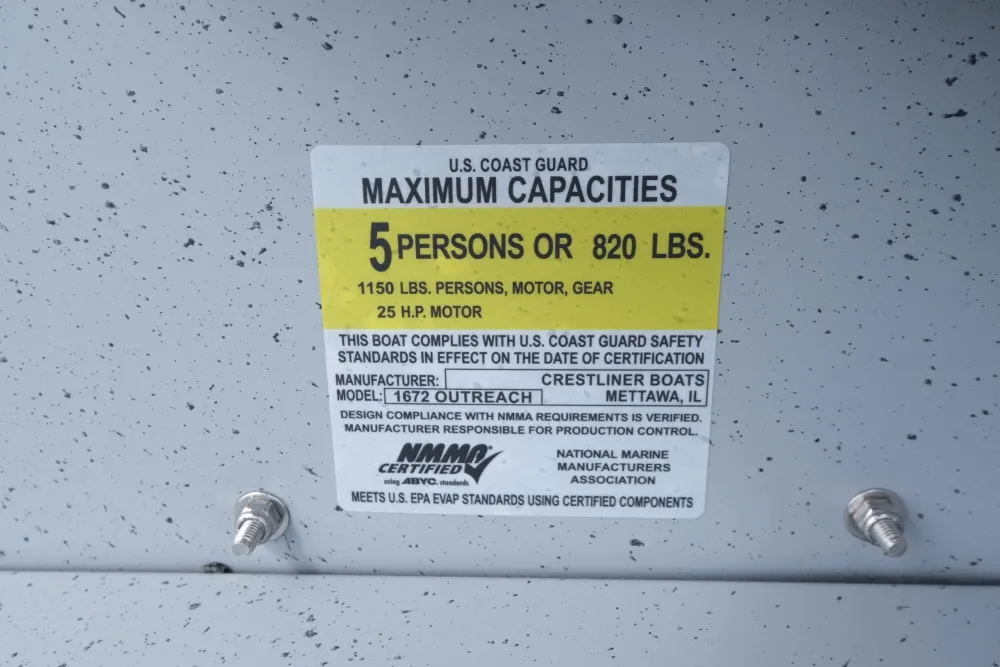 U.S. COAST GUARD
MAXIMUM CAPACITIES
5 PERSONS OR 820 LBS.
1150 LBS. PERSONS, MOTOR, GEAR
25 H.P. MOTOR
THIS BOAT COMPLIES WITH U.S. COAST GUARD SAFETY
STANDARDS IN EFFECT ON THE DATE OF CERTIFICATION
MANUFACTURER: CRESTLINER BOATS
MODEL: 1672 OUTREACH METTAWA, IL
DESIGN COMPLIANCE WITH NMMA REQUIREMENTS IS VERIFIED.
MANUFACTURER RESPONSIBLE FOR PRODUCTION CONTROL.
NMMA®
CERTIFIED
using ABYC. standards
NATIONAL MARINE
MANUFACTURERS
ASSOCIATION
MEETS U.S. EPA EVAP STANDARDS USING CERTIFIED COMPONENTS